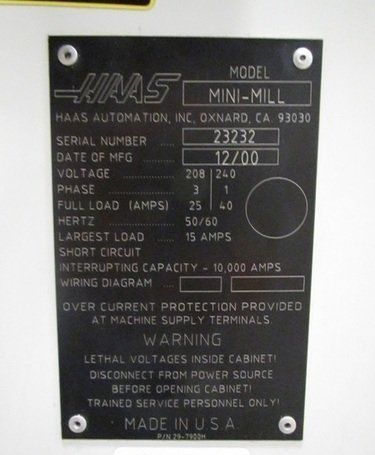 MODEL
HAAS MINI-MILL
HAAS AUTOMATION, INC, OXNARD, CA. 93030
SERIAL NUMBER .... 23232
DATE OF MFG .... 12/00
VOLTAGE ........ 208 240
PHASE ........ 3 1
FULL LOAD (AMPS) 25 40
HERTZ 50/60
LARGEST LOAD ..... 15 AMPS
SHORT CIRCUIT
INTERRUPTING CAPACITY - 10,000 AMPS
WIRING DIAGRAM ....
OVER CURRENT PROTECTION PROVIDED
AT MACHINE SUPPLY TERMINALS.
WARNING
LETHAL VOLTAGES INSIDE CABINET!
DISCONNECT FROM POWER SOURCE
BEFORE OPENING CABINET!
TRAINED SERVICE PERSONNEL ONLY!
MADE IN U.S.A.
P/N 29-7900H